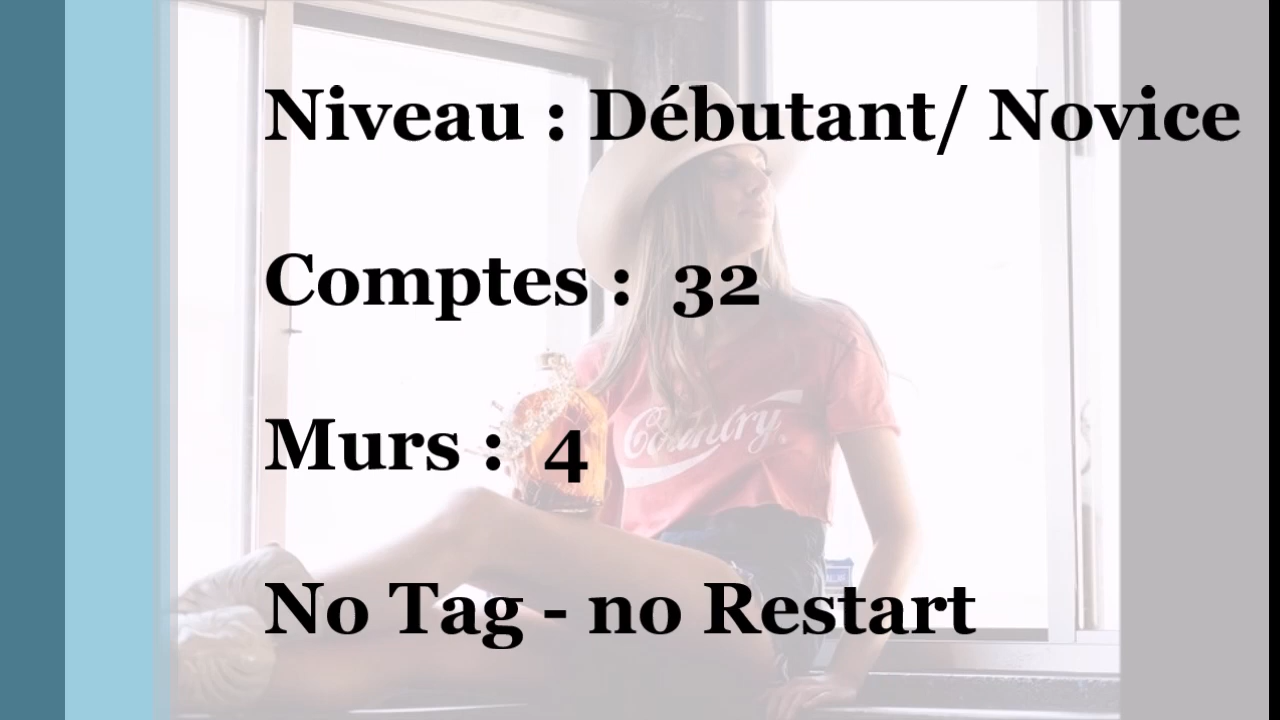 Niveau : Débutant/ Novice
Comptes : 32
Murs : 4
Country
No Tag - no Restart